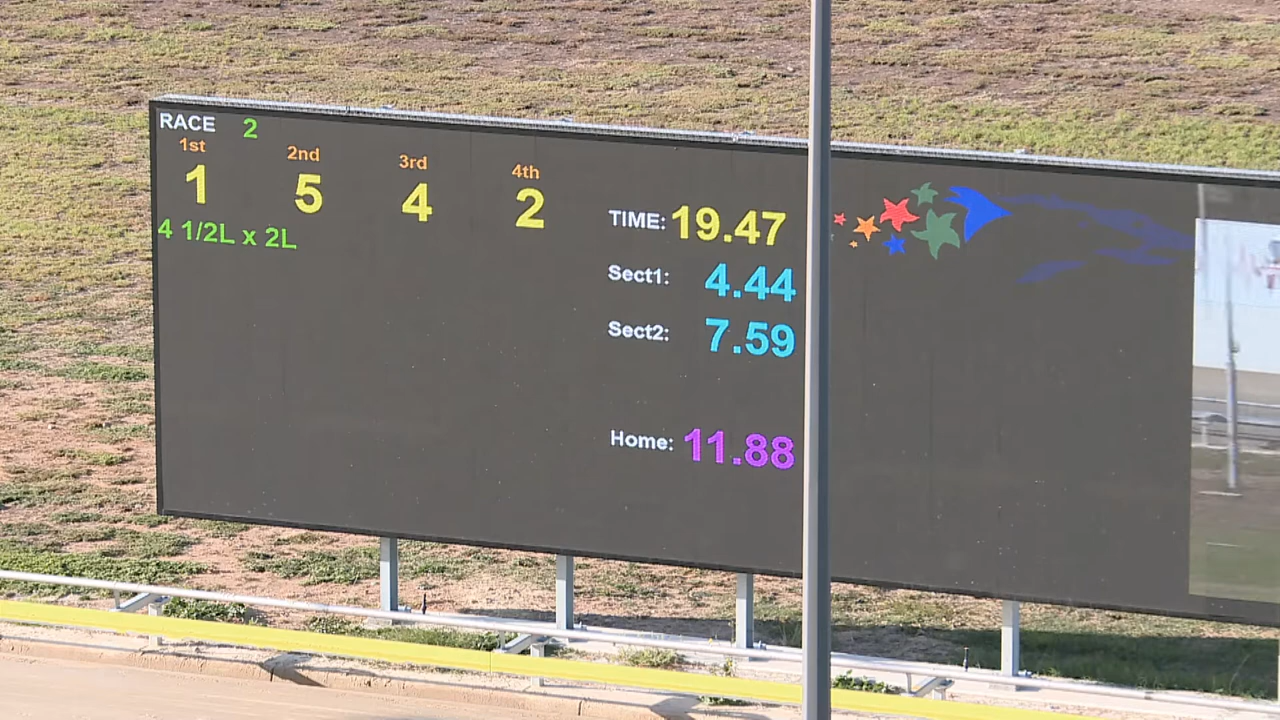 RACE 2
1st 2nd 3rd 4th
1 5 4 2
4 1/2L x 2L
TIME: 19.47
Sect1: 4.44
Sect2: 7.59
Home: 11.88